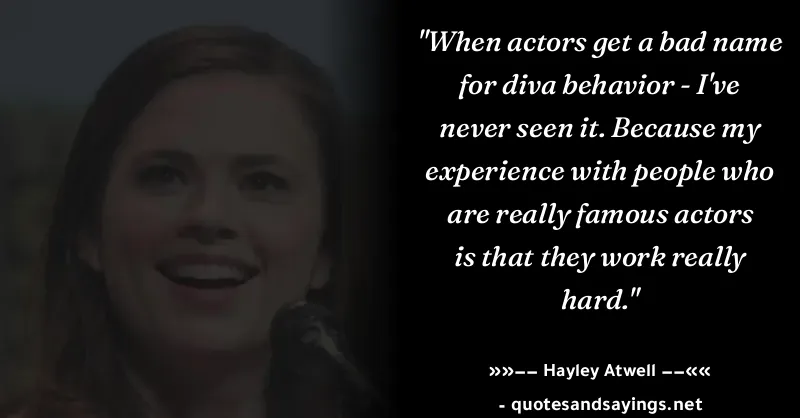 "When actors get a bad name
for diva behavior - I've
never seen it. Because my
experience with people who
are really famous actors
is that they work really
hard."
»»−− Hayley Atwell −−««
- quotesandsayings.net